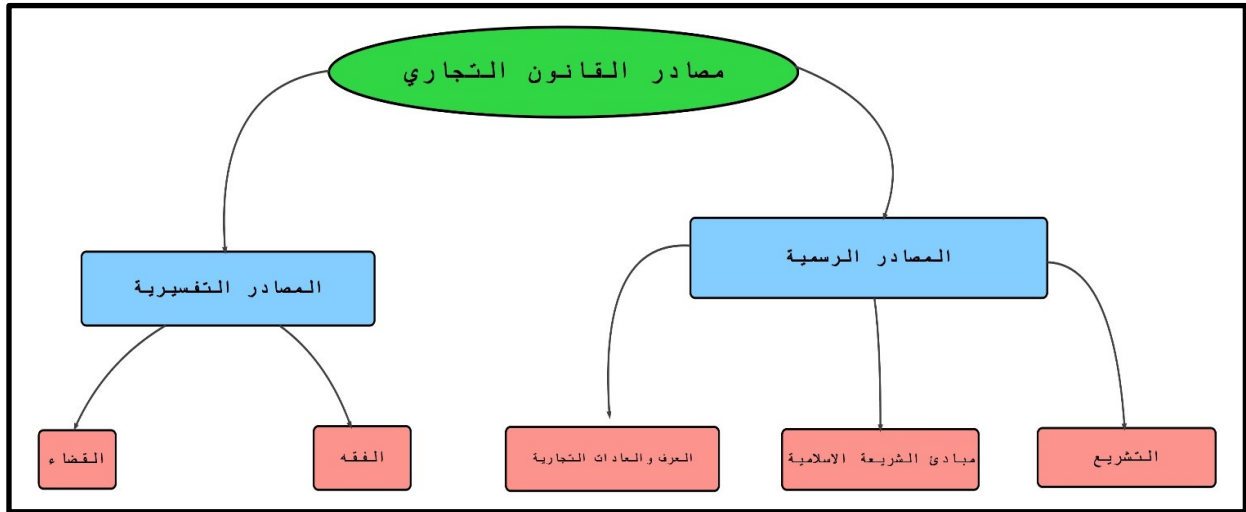 مصادر القانون التجاري
المصادر الرسمية
المصادر التفسيرية
التشريع
مبادئ الشريعة الاسلامية
العرف والعادات التجارية
الفقه
القضاء